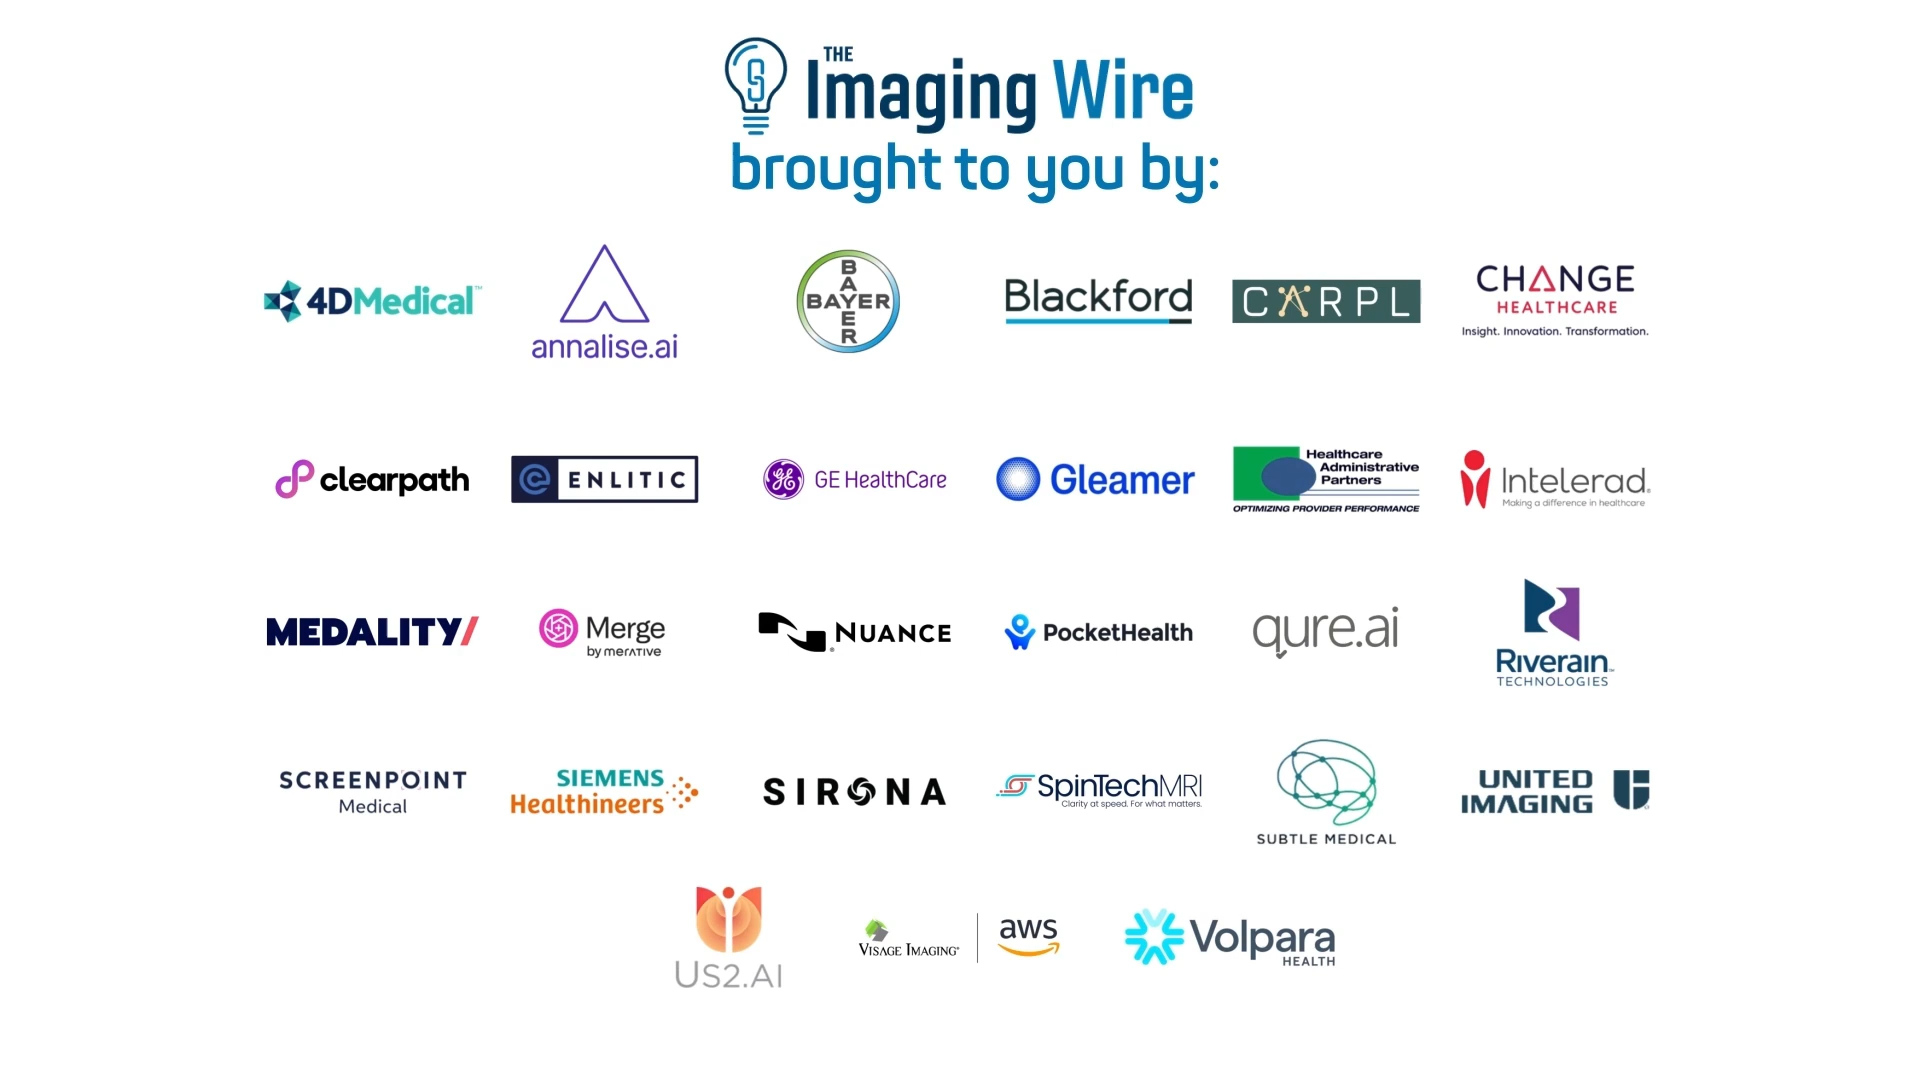 THE
Imaging Wire
brought to you by:
4DMedical™
annalise.ai
BAYER
BAYER
Blackford
CARPL
CHANGE
HEALTHCARE
Insight. Innovation. Transformation.
clearpath
e ENLITIC
GE GE HealthCare
Gleamer
Healthcare
Administrative
Partners
OPTIMIZING PROVIDER PERFORMANCE
Intelerad®
Making a difference in healthcare
MEDALITY/
Merge
by merative
NUANCE
PocketHealth
qure.ai
Riverain
TECHNOLOGIES
SCREENPOINT
Medical
SIEMENS
Healthineers
SIRONA
SpinTechMRI
Clarity at speed. For what matters.
SUBTLE MEDICAL
UNITED
IMAGING
US2.AI
VISAGE IMAGING®
aws
Volpara
HEALTH